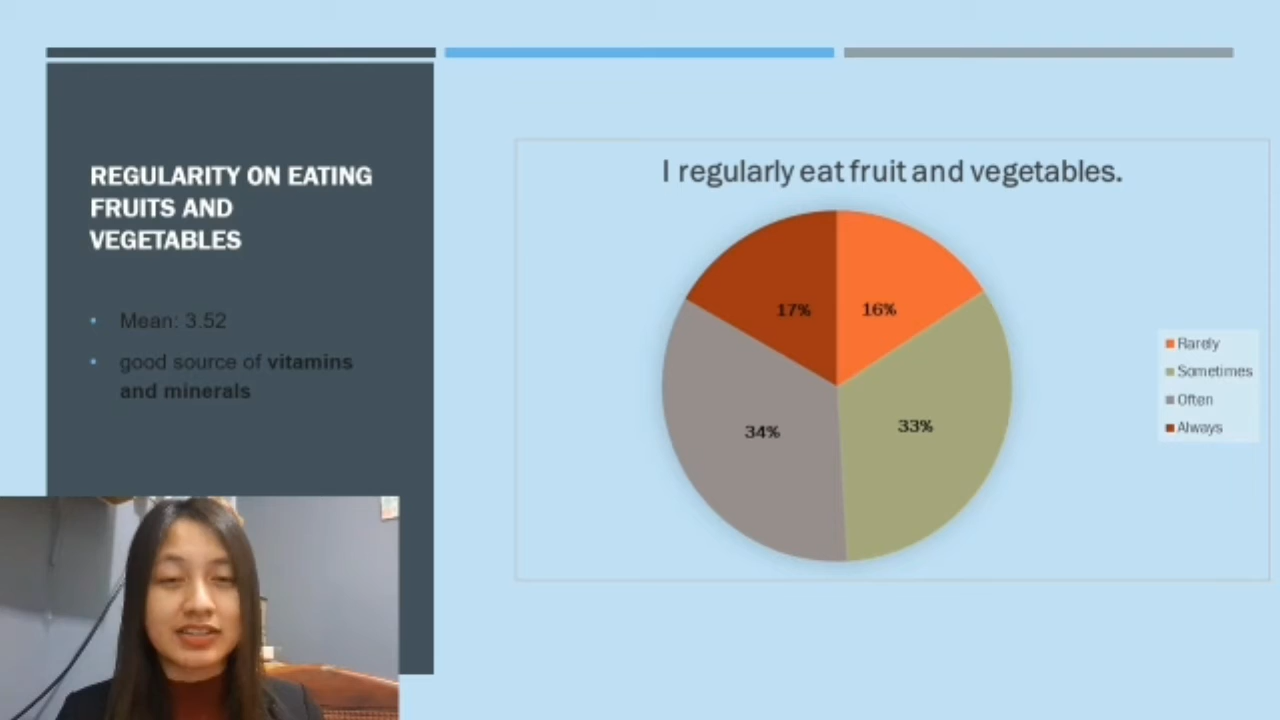 REGULARITY ON EATING
FRUITS AND
VEGETABLES
• Mean: 3.52
• good source of vitamins
and minerals
I regularly eat fruit and vegetables.
17%
16%
34%
33%
Rarely
Sometimes
Often
Always